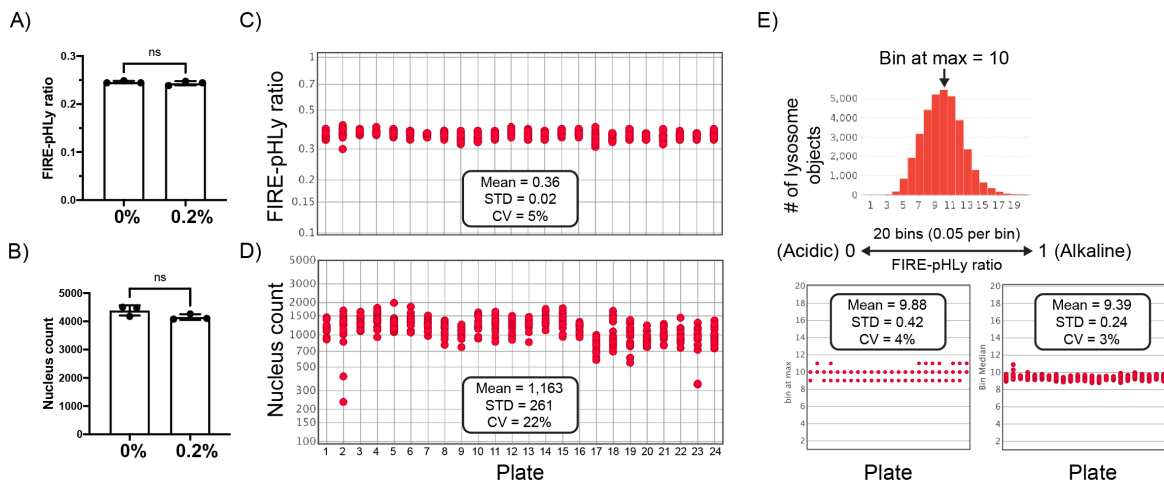 A)
FIRE-pHLy ratio
0.3
0.2
0.1
0.0
ns
0%
0.2%
B)
Nucleus count
5000
4000
3000
2000
1000
0
ns
0%
0.2%
C)
FIRE-pHLy ratio
1
0.7
0.5
0.3
0.2
0.15
0.1
Mean = 0.36
STD = 0.02
CV = 5%
D)
Nucleus count
5000
3000
2000
1500
1000
700
500
300
200
150
100
Mean = 1,163
STD = 261
CV = 22%
1 2 3 4 5 6 7 8 9 10 11 12 13 14 15 16 17 18 19 20 21 22 23 24
Plate
E)
Bin at max = 10
# of lysosome
objects
5,000
4,000
3,000
2,000
1,000
0
1 3 5 7 9 11 13 15 17 19
20 bins (0.05 per bin)
(Acidic) 0
1 (Alkaline)
FIRE-pHLy ratio
bin at max
20
18
16
14
12
10
8
6
4
2
Mean = 9.88
STD = 0.42
CV = 4%
Plate
Bin Median
20
18
16
14
12
10
8
6
4
2
Mean = 9.39
STD = 0.24
CV = 3%
Plate